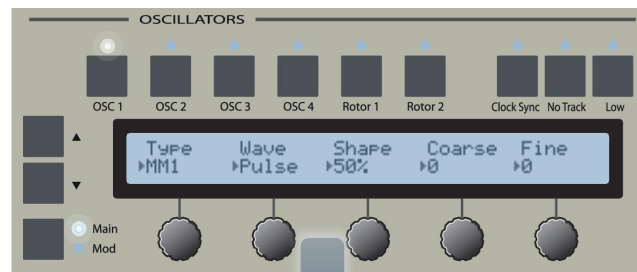 OSCILLATORS
OSC 1 OSC 2 OSC 3 OSC 4 Rotor 1 Rotor 2 Clock Sync No Track Low
Type Wave Shape Coarse Fine
MM1 Pulse 50% 0 0
Main
Mod